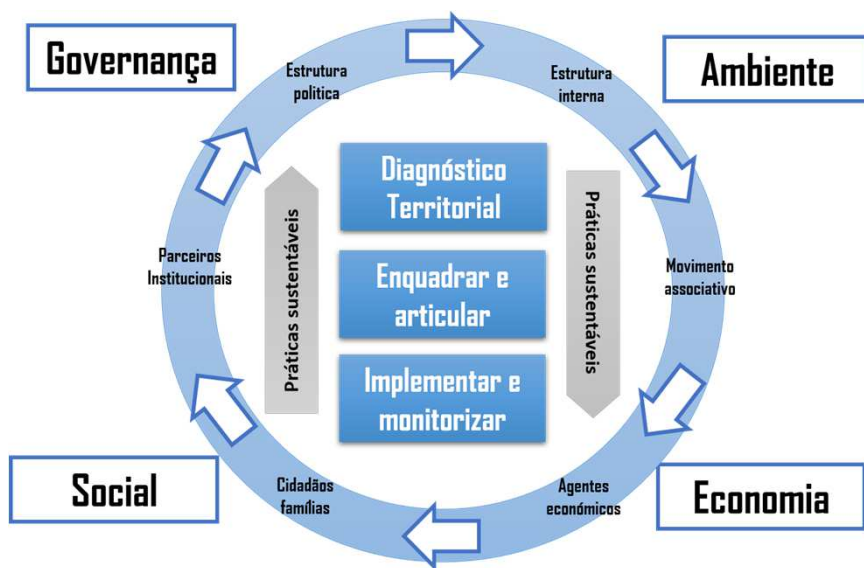 Governança
Ambiente
Estrutura
política
Estrutura
interna
Diagnóstico
Territorial
Práticas sustentáveis
Práticas sustentáveis
Parceiros
Institucionais
Enquadrar e
articular
Movimento
associativo
Implementar e
monitorizar
Social
Cidadãos
famílias
Agentes
económicos
Economia